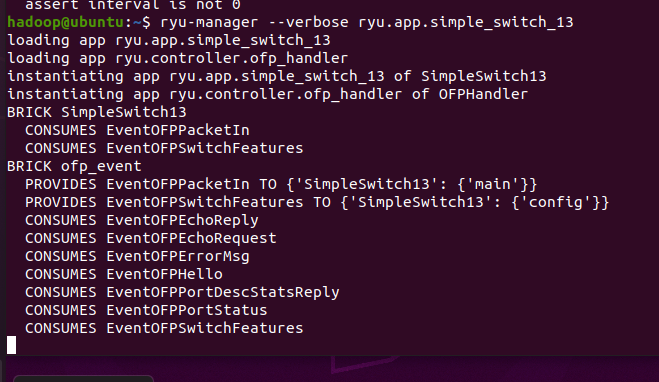 assert interval is not 0
hadoop@ubuntu:~$ ryu-manager --verbose ryu.app.simple_switch_13
loading app ryu.app.simple_switch_13
loading app ryu.controller.ofp_handler
instantiating app ryu.app.simple_switch_13 of SimpleSwitch13
instantiating app ryu.controller.ofp_handler of OFPHandler
BRICK SimpleSwitch13
  CONSUMES EventOFPPacketIn
  CONSUMES EventOFPSwitchFeatures
BRICK ofp_event
  PROVIDES EventOFPPacketIn TO {'SimpleSwitch13': {'main'}}
  PROVIDES EventOFPSwitchFeatures TO {'SimpleSwitch13': {'config'}}
  CONSUMES EventOFPEchoReply
  CONSUMES EventOFPEchoRequest
  CONSUMES EventOFPErrorMsg
  CONSUMES EventOFPHello
  CONSUMES EventOFPPortDescStatsReply
  CONSUMES EventOFPPortStatus
  CONSUMES EventOFPSwitchFeatures